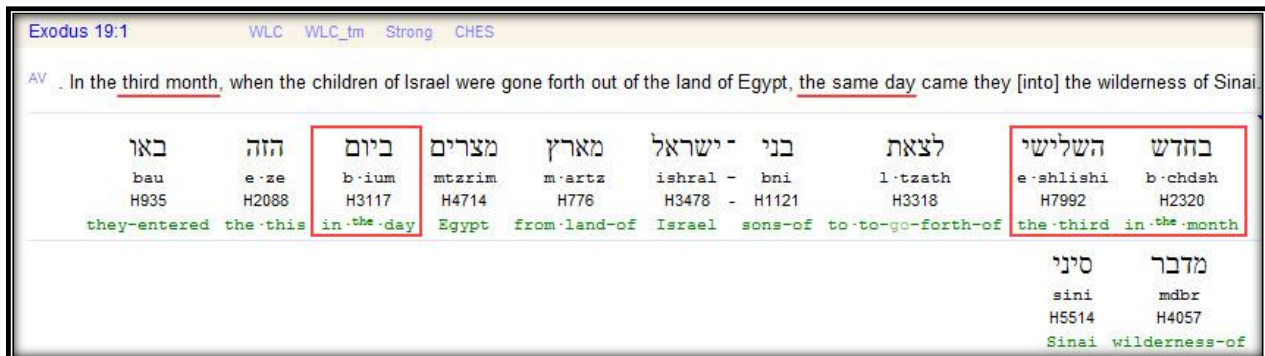 Exodus 19:1 WLC WLC_tm Strong CHES
AV . In the third month, when the children of Israel were gone forth out of the land of Egypt, the same day came they [into] the wilderness of Sinai.
בחדש השלישי לצאת בני ־ ישראל מארץ מצרים ביום הזה באו
bau e·ze b·ium mtzrim m·artz ishral - bni l·tzath e·shlishi b·chdsh
H935 H2088 H3117 H4714 H776 H3478 - H1121 H3318 H7992 H2320
they-entered the·this in·the·day Egypt from·land-of Israel sons-of to·to-go-forth-of the·third in·the·month
מדבר סיני
sini mdbr
H5514 H4057
Sinai wilderness-of